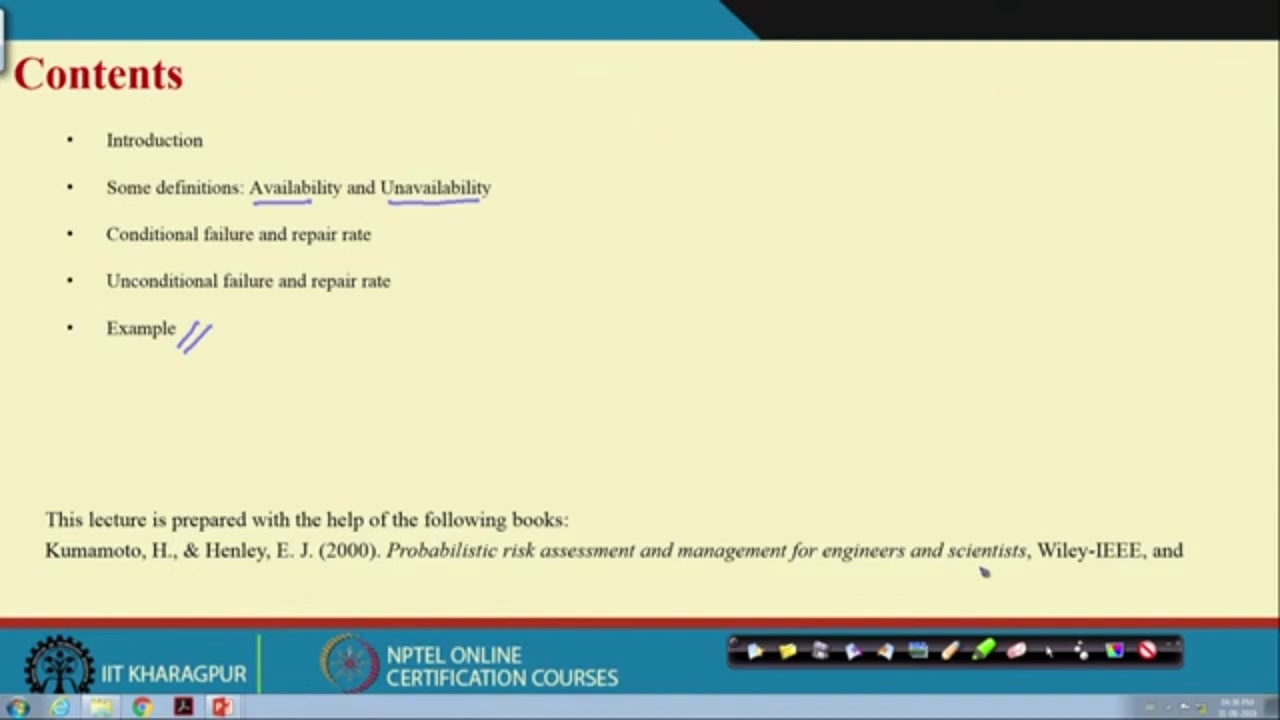 Contents
• Introduction
• Some definitions: Availability and Unavailability
• Conditional failure and repair rate
• Unconditional failure and repair rate
• Example
This lecture is prepared with the help of the following books:
Kumamoto, H., & Henley, E. J. (2000). Probabilistic risk assessment and management for engineers and scientists, Wiley-IEEE, and
IIT KHARAGPUR
NPTEL ONLINE
CERTIFICATION COURSES